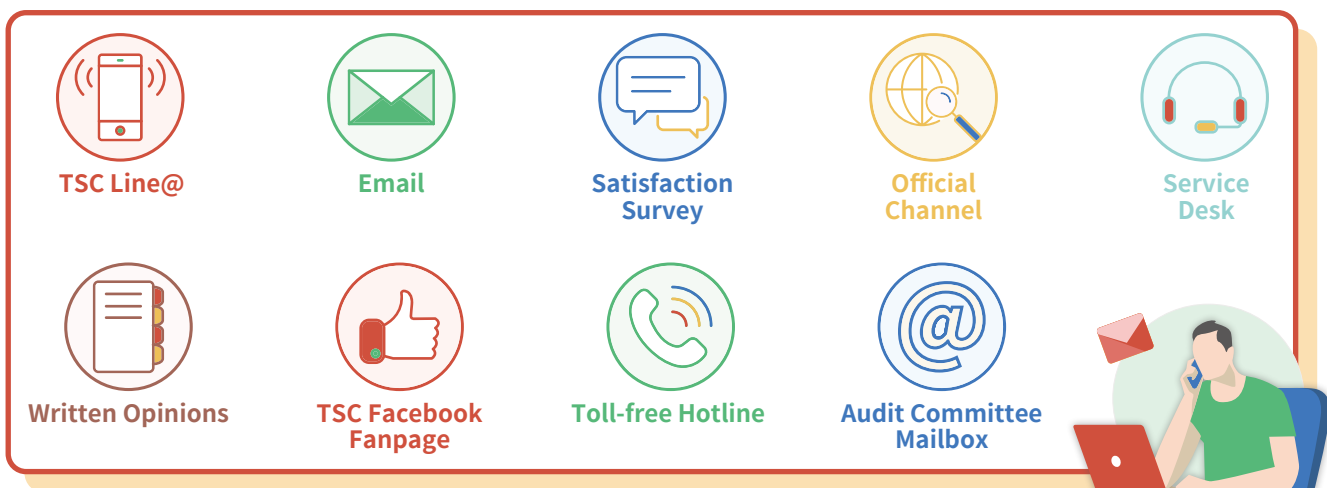 TSC Line@
Email
Satisfaction
Survey
Official
Channel
Service
Desk
Written Opinions
TSC Facebook
Fanpage
Toll-free Hotline
Audit Committee
Mailbox